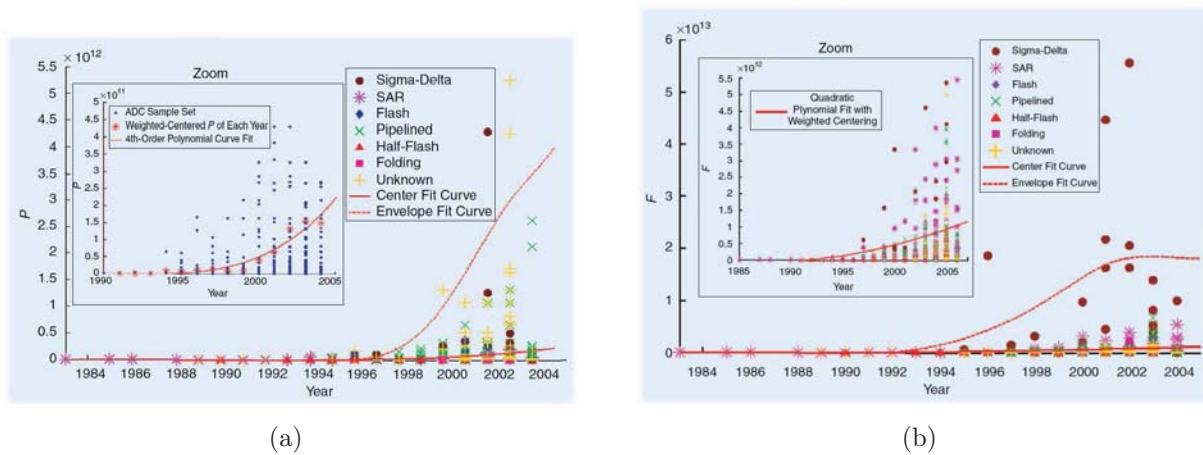 × 10^12
5.5
5
4.5
4
3.5
3
2.5
2
1.5
1
0.5
0
P
1984 1986 1988 1990 1992 1994 1996 1998 2000 2002 2004
Year
Zoom
× 10^11
5
4.5
4
3.5
3
2.5
2
1.5
1
0.5
0
P
1990 1995 2000 2005
Year
ADC Sample Set
Weighted-Centered P of Each Year
4th-Order Polynomial Curve Fit
Sigma-Delta
SAR
Flash
Pipelined
Half-Flash
Folding
Unknown
Center Fit Curve
Envelope Fit Curve
(a)
× 10^13
6
5
4
3
2
1
0
F
1984 1986 1988 1990 1992 1994 1996 1998 2000 2002 2004
Year
Zoom
× 10^12
5.5
5
4.5
4
3.5
3
2.5
2
1.5
1
0.5
0
F
1985 1990 1995 2000 2005
Year
Quadratic
Plynomial Fit with
Weighted Centering
Sigma-Delta
SAR
Flash
Pipelined
Half-Flash
Folding
Unknown
Center Fit Curve
Envelope Fit Curve
(b)